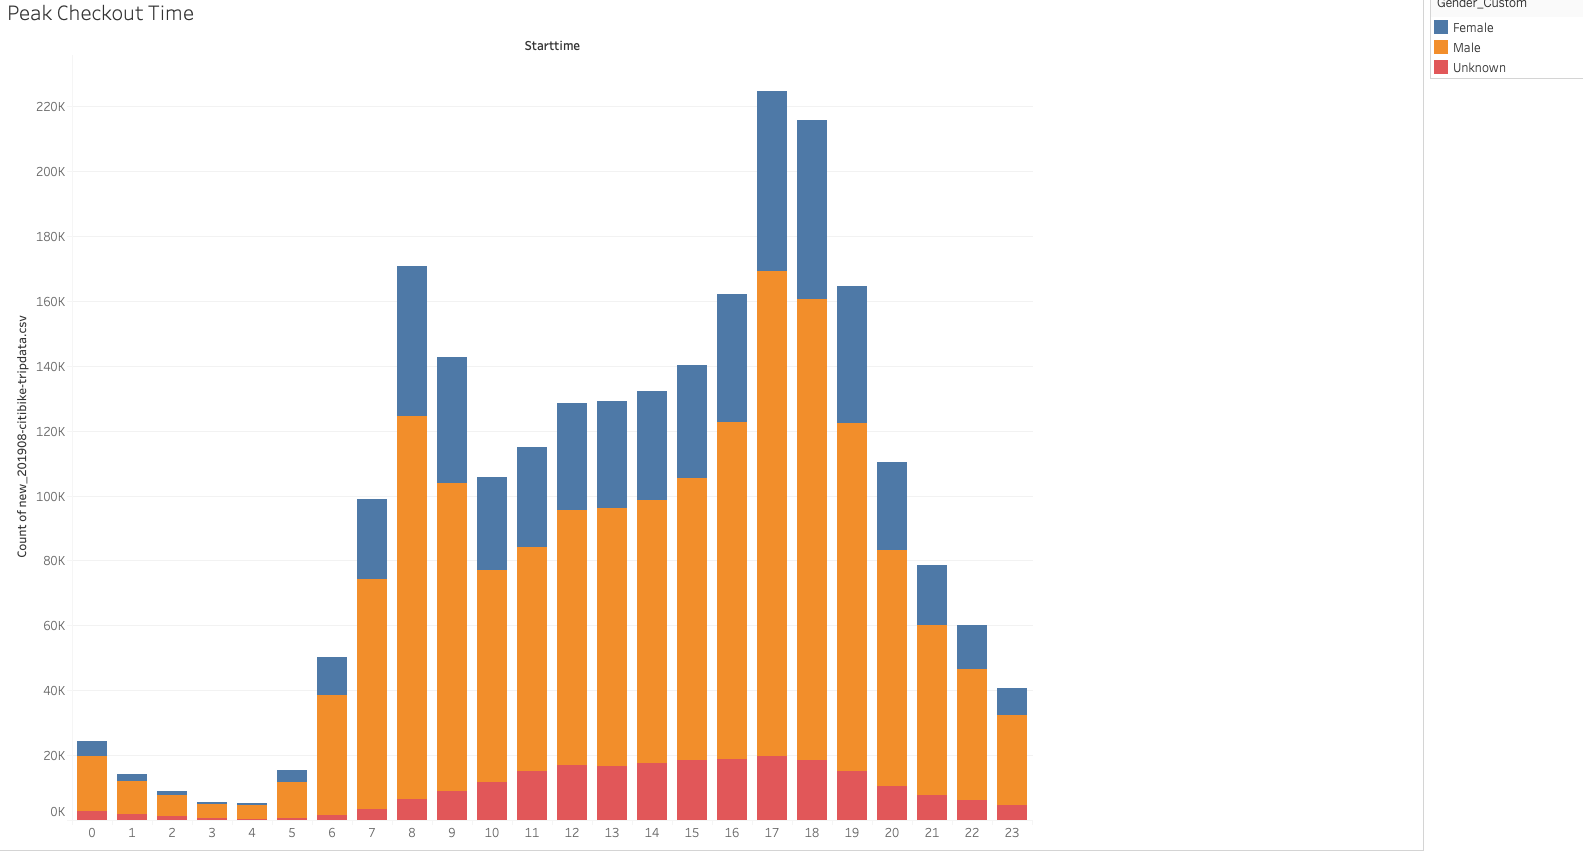 Peak Checkout Time
Gender_Custom
Female
Male
Unknown
Starttime
Count of new_201908-citibike-tripdata.csv
220K
200K
180K
160K
140K
120K
100K
80K
60K
40K
20K
0K
0 1 2 3 4 5 6 7 8 9 10 11 12 13 14 15 16 17 18 19 20 21 22 23